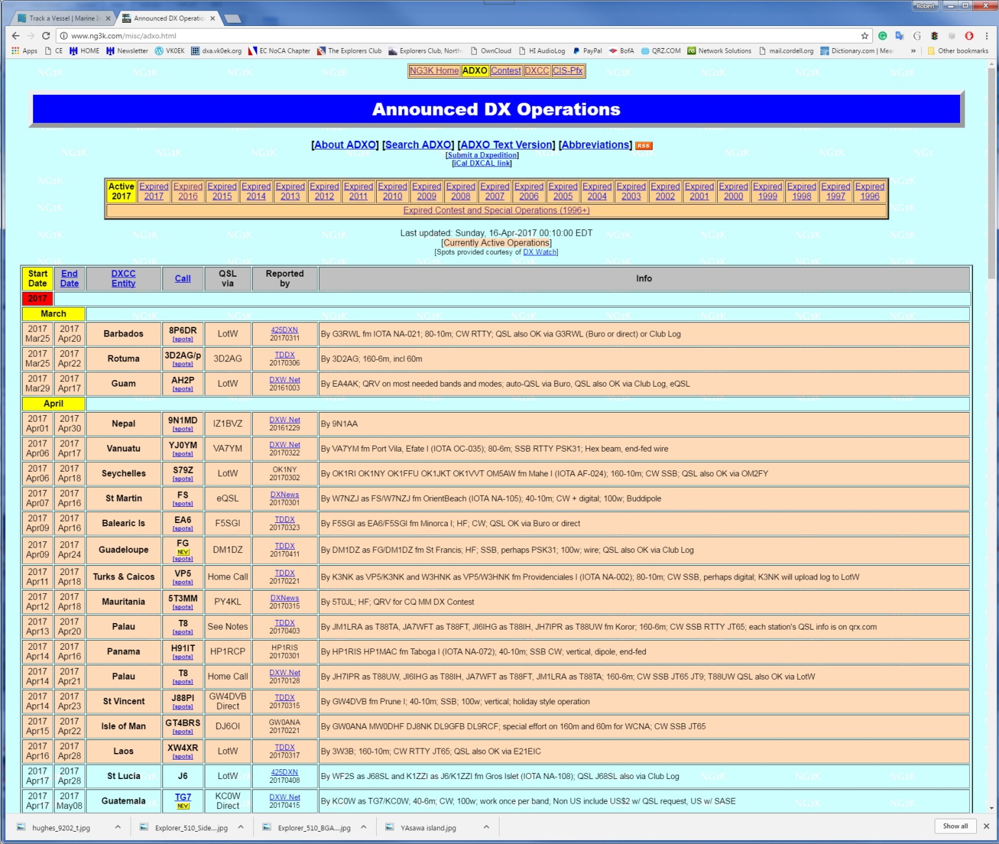 Robert
Track a Vessel | Marine I
Announced DX Operatio
www.ng3k.com/misc/adxo.html
Apps CE HOME Newsletter VK0EK dxa.vk0ek.org EC NoCA Chapter The Explorers Club Explorers Club, North OwnCloud HI AudioLog PayPal BofA QRZ.COM Network Solutions mail.cordell.org Dictionary.com | Mea » Other bookmarks
NG3K Home ADXO Contest DXCC CIS-Pfx
Announced DX Operations
[About ADXO] [Search ADXO] [ADXO Text Version] [Abbreviations] RSS
[Submit a Dxpedition]
[iCal DXCAL link]
Active 2017 Expired 2017 Expired 2016 Expired 2015 Expired 2014 Expired 2013 Expired 2012 Expired 2011 Expired 2010 Expired 2009 Expired 2008 Expired 2007 Expired 2006 Expired 2005 Expired 2004 Expired 2003 Expired 2002 Expired 2001 Expired 2000 Expired 1999 Expired 1998 Expired 1997 Expired 1996
Expired Contest and Special Operations (1996+)
Last updated: Sunday, 16-Apr-2017 00:10:00 EDT
[Currently Active Operations]
[Spots provided courtesy of DX Watch]
Start Date End Date DXCC Entity Call QSL via Reported by Info
2017
March
2017 Mar25 2017 Apr20 Barbados 8P6DR [spots] LotW 425DXN 20170311 By G3RWL fm IOTA NA-021; 80-10m; CW RTTY; QSL also OK via G3RWL (Buro or direct) or Club Log
2017 Mar25 2017 Apr22 Rotuma 3D2AG/p [spots] 3D2AG TDDX 20170306 By 3D2AG; 160-6m, incl 60m
2017 Mar29 2017 Apr17 Guam AH2P [spots] LotW DXW.Net 20161003 By EA4AK; QRV on most needed bands and modes; auto-QSL via Buro, QSL also OK via Club Log, eQSL
April
2017 Apr01 2017 Apr30 Nepal 9N1MD [spots] IZ1BVZ DXW.Net 20161229 By 9N1AA
2017 Apr06 2017 Apr17 Vanuatu YJ0YM [spots] VA7YM DXW.Net 20170322 By VA7YM fm Port Vila, Efate I (IOTA OC-035); 80-6m; SSB RTTY PSK31; Hex beam, end-fed wire
2017 Apr06 2017 Apr18 Seychelles S79Z [spots] LotW OK1NY 20170302 By OK1RI OK1NY OK1FFU OK1JKT OK1VVT OM5AW fm Mahe I (IOTA AF-024); 160-10m; CW SSB; QSL also OK via OM2FY
2017 Apr07 2017 Apr16 St Martin FS [spots] eQSL DXNews 20170301 By W7NZJ as FS/W7NZJ fm OrientBeach (IOTA NA-105); 40-10m; CW + digital; 100w; Buddipole
2017 Apr09 2017 Apr16 Balearic Is EA6 [spots] F5SGI TDDX 20170323 By F5SGI as EA6/F5SGI fm Minorca I; HF; CW; QSL OK via Buro or direct
2017 Apr09 2017 Apr24 Guadeloupe FG NEW [spots] DM1DZ TDDX 20170411 By DM1DZ as FG/DM1DZ fm St Francis; HF; SSB, perhaps PSK31; 100w; wire; QSL also OK via Club Log
2017 Apr11 2017 Apr18 Turks & Caicos VP5 [spots] Home Call TDDX 20170221 By K3NK as VP5/K3NK and W3HNK as VP5/W3HNK fm Providenciales I (IOTA NA-002); 80-10m; CW SSB, perhaps digital; K3NK will upload log to LotW
2017 Apr12 2017 Apr18 Mauritania 5T3MM [spots] PY4KL DXNews 20170315 By 5T0JL; HF; QRV for CQ MM DX Contest
2017 Apr13 2017 Apr20 Palau T8 [spots] See Notes TDDX 20170403 By JM1LRA as T88TA, JA7WFT as T88FT, JI6IHG as T88IH, JH7IPR as T88UW fm Koror; 160-6m; CW SSB RTTY JT65; each station's QSL info is on qrx.com
2017 Apr14 2017 Apr16 Panama H91IT [spots] HP1RCP HP1RIS 20170301 By HP1RIS HP1MAC fm Taboga I (IOTA NA-072); 40-10m; SSB CW; vertical, dipole, end-fed
2017 Apr14 2017 Apr21 Palau T8 [spots] Home Call DXW.Net 20170128 By JH7IPR as T88UW, JI6IHG as T88IH, JA7WFT as T88FT, JM1LRA as T88TA; 160-6m; CW SSB JT65 JT9; T88UW QSL also OK via LotW
2017 Apr14 2017 Apr23 St Vincent J88PI [spots] GW4DVB Direct TDDX 20170315 By GW4DVB fm Prune I; 40-10m; SSB; 100w; vertical; holiday style operation
2017 Apr15 2017 Apr22 Isle of Man GT4BRS [spots] DJ6OI GW0ANA 20170221 By GW0ANA MW0DHF DJ8NK DL9GFB DL9RCF; special effort on 160m and 60m for WCNA; CW SSB JT65
2017 Apr16 2017 Apr28 Laos XW4XR [spots] LotW TDDX 20170317 By 3W3B; 160-10m; CW RTTY JT65; QSL also OK via E21EIC
2017 Apr17 2017 Apr28 St Lucia J6 LotW 425DXN 20170408 By WF2S as J68SL and K1ZZI as J6/K1ZZI fm Gros Islet (IOTA NA-108); QSL J68SL also via Club Log
2017 Apr17 2017 May08 Guatemala TG7 NEW KC0W Direct DXW.Net 20170415 By KC0W as TG7/KC0W; 40-6m; CW; 100w; work once per band; Non US include US$2 w/ QSL request, US w/ SASE
hughes_9202_t.jpg Explorer_510_Side....jpg Explorer_510_BGA....jpg YAsawa island.jpg Show all